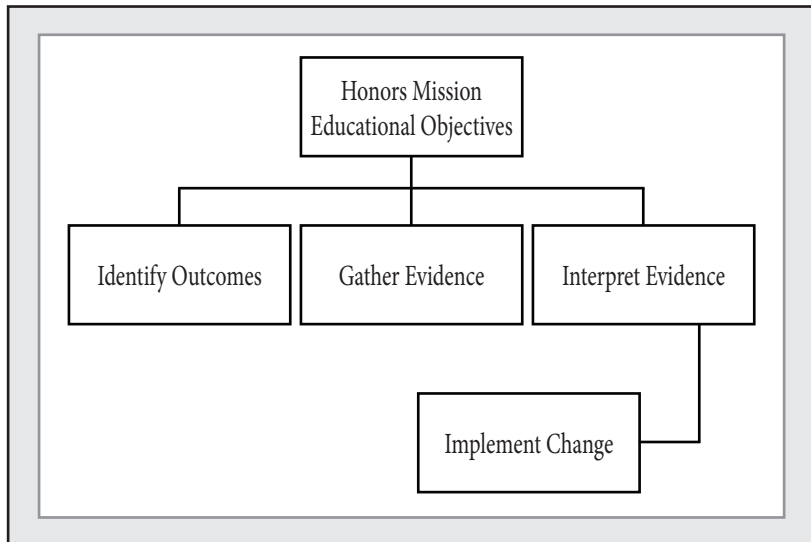 Honors Mission
Educational Objectives
Identify Outcomes
Gather Evidence
Interpret Evidence
Implement Change